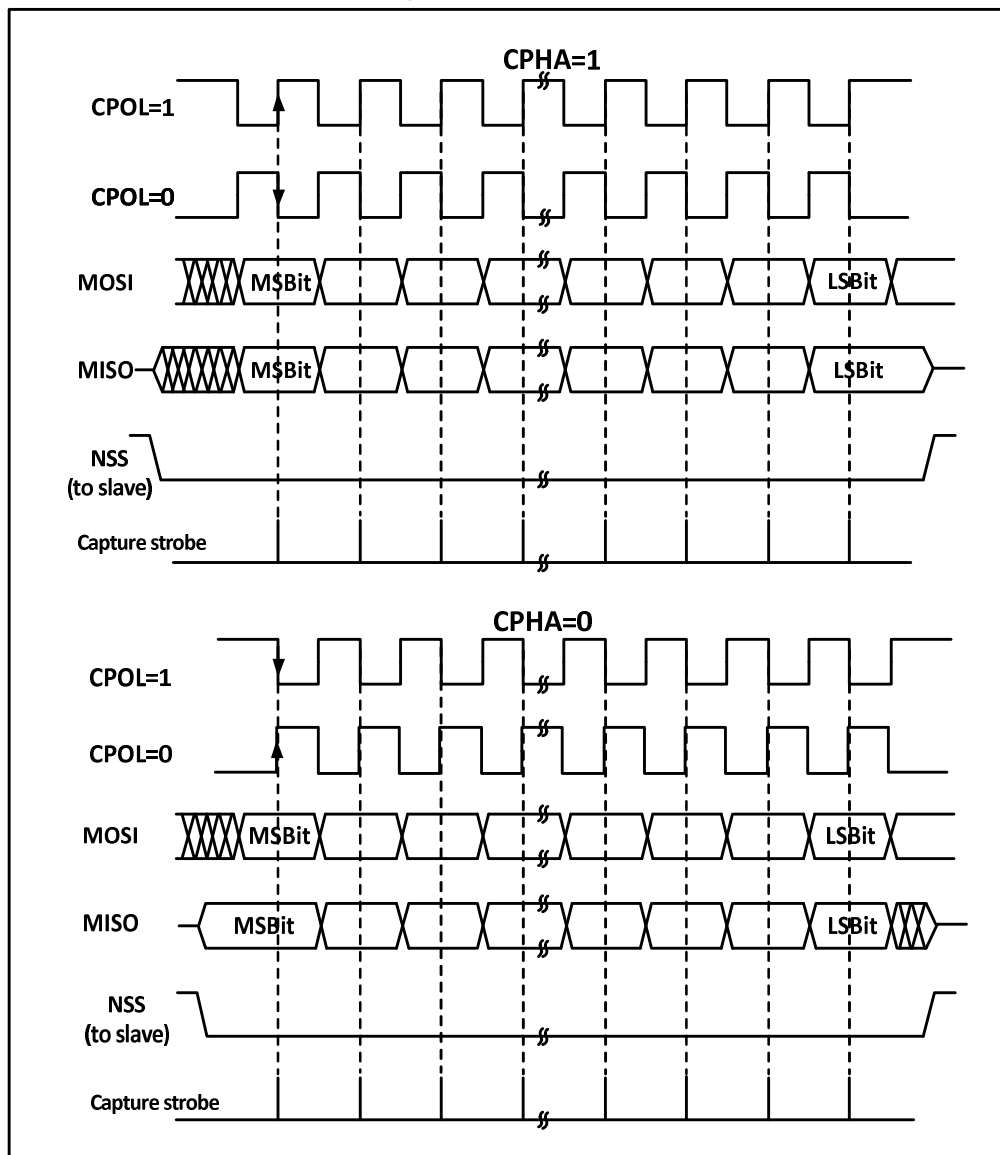 CPHA=1
CPOL=1
CPOL=0
MOSI MSBit LSBit
MISO MSBit LSBit
NSS
(to slave)
Capture strobe
CPHA=0
CPOL=1
CPOL=0
MOSI MSBit LSBit
MISO MSBit LSBit
NSS
(to slave)
Capture strobe